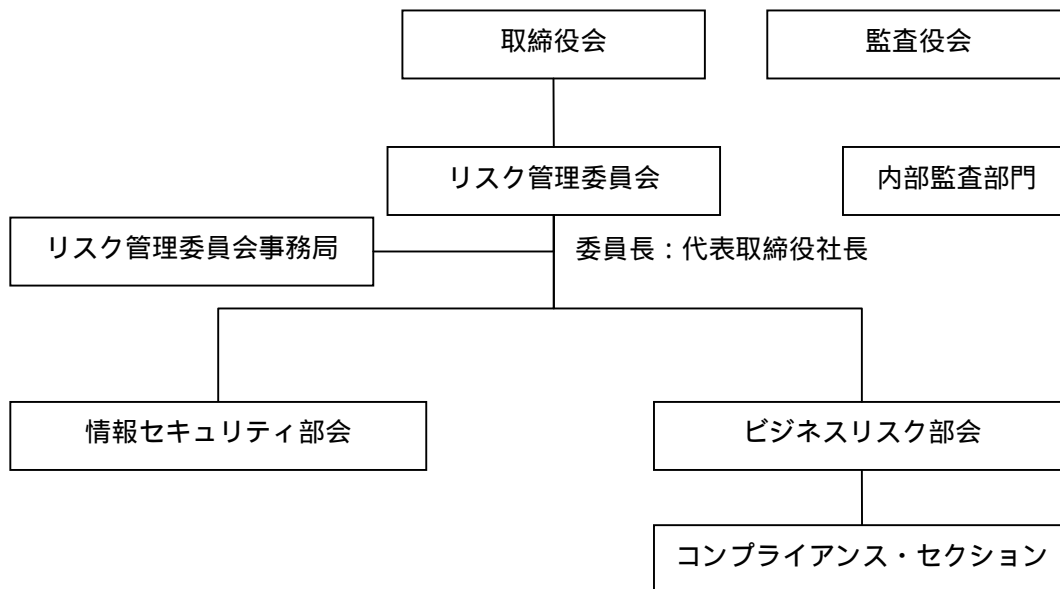 取締役会
監査役会
リスク管理委員会
内部監査部門
リスク管理委員会事務局
委員長：代表取締役社長
情報セキュリティ部会
ビジネスリスク部会
コンプライアンス・セクション